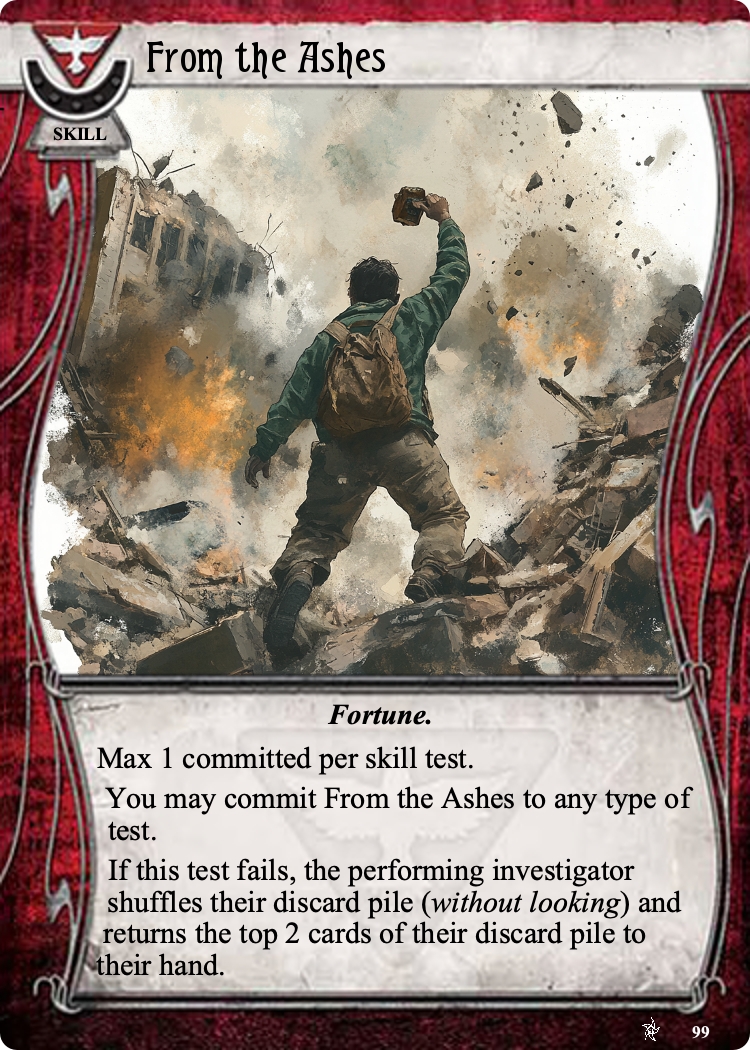 From the Ashes
SKILL
Fortune.
Max 1 committed per skill test.
You may commit From the Ashes to any type of
test.
If this test fails, the performing investigator
shuffles their discard pile (without looking) and
returns the top 2 cards of their discard pile to
their hand.
99